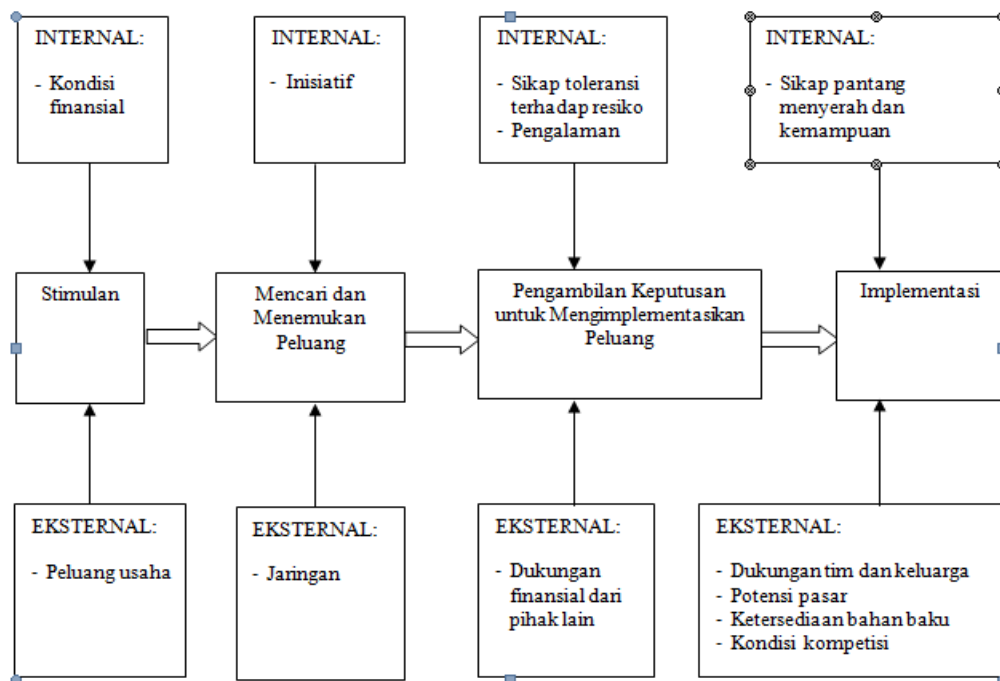 INTERNAL:
- Kondisi
finansial
INTERNAL:
- Inisiatif
INTERNAL:
- Sikap toleransi
terhadap resiko
- Pengalaman
INTERNAL:
- Sikap pantang
menyerah dan
kemampuan
Stimulan
Mencari dan
Menemukan
Peluang
Pengambilan Keputusan
untuk Mengimplementasikan
Peluang
Implementasi
EKSTERNAL:
- Peluang usaha
EKSTERNAL:
- Jaringan
EKSTERNAL:
- Dukungan
finansial dari
pihak lain
EKSTERNAL:
- Dukungan tim dan keluarga
- Potensi pasar
- Ketersediaan bahan baku
- Kondisi kompetisi